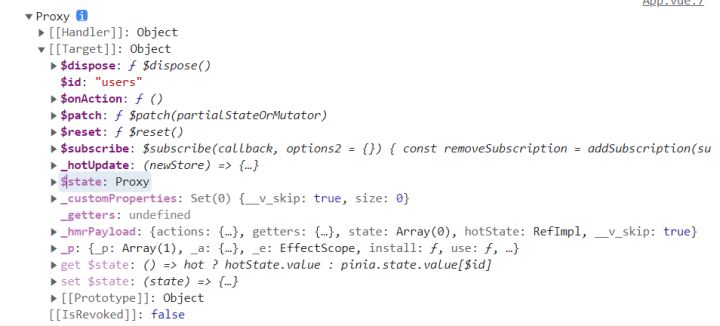 App.vue:7
Proxy i
[[Handler]]: Object
[[Target]]: Object
$dispose: ƒ $dispose()
$id: "users"
$onAction: ƒ ()
$patch: ƒ $patch(partialStateOrMutator)
$reset: ƒ $reset()
$subscribe: $subscribe(callback, options2 = {}) { const removeSubscription = addSubscription(su
_hotUpdate: (newStore) => {…}
$state: Proxy
_customProperties: Set(0) {__v_skip: true, size: 0}
_getters: undefined
_hmrPayload: {actions: {…}, getters: {…}, state: Array(0), hotState: RefImpl, __v_skip: true}
_p: {_p: Array(1), _a: {…}, _e: EffectScope, install: ƒ, use: ƒ, …}
get $state: () => hot ? hotState.value : pinia.state.value[$id]
set $state: (state) => {…}
[[Prototype]]: Object
[[IsRevoked]]: false